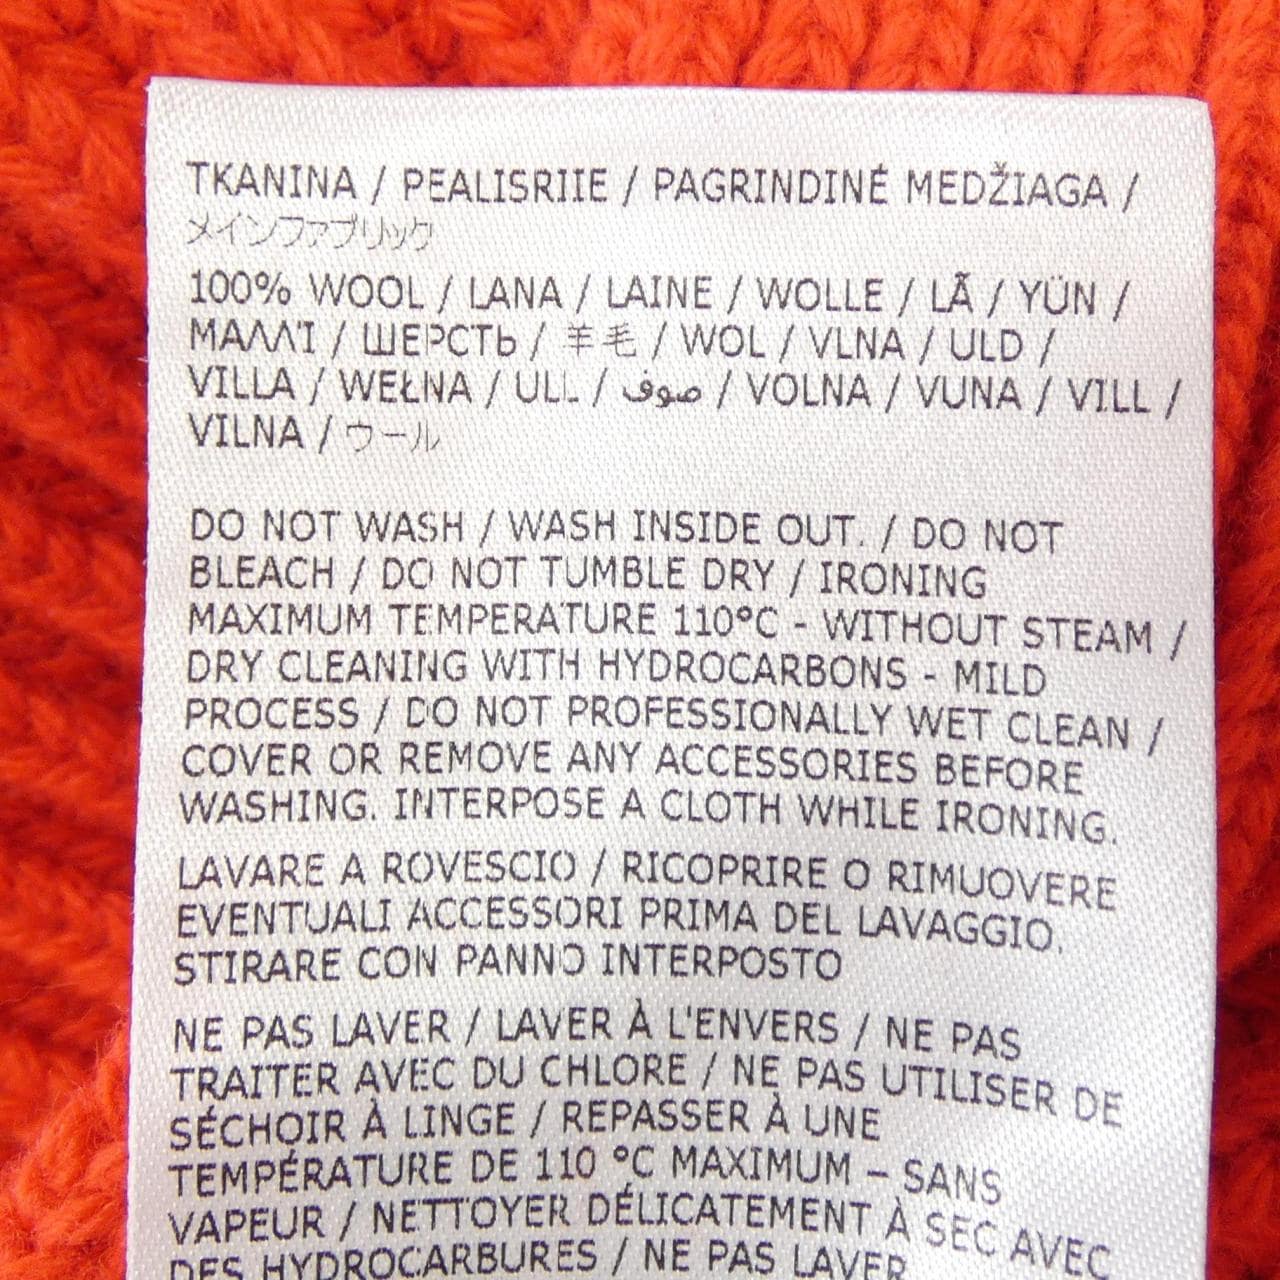 TKANINA / PEALISRIIE / PAGRINDINĖ MEDŽIAGA /
メインファブリック
100% WOOL / LANA / LAINE / WOLLE / LÃ / YÜN /
ΜΑΛΛΊ / ШЕРСТЬ / 羊毛 / WOL / VLNA / ULD /
VILLA / WEŁNA / ULL / صوف / VOLNA / VUNA / VILL /
VILNA / ウール
DO NOT WASH / WASH INSIDE OUT. / DO NOT
BLEACH / DO NOT TUMBLE DRY / IRONING
MAXIMUM TEMPERATURE 110°C - WITHOUT STEAM /
DRY CLEANING WITH HYDROCARBONS - MILD
PROCESS / DO NOT PROFESSIONALLY WET CLEAN /
COVER OR REMOVE ANY ACCESSORIES BEFORE
WASHING. INTERPOSE A CLOTH WHILE IRONING.
LAVARE A ROVESCIO / RICOPRIRE O RIMUOVERE
EVENTUALI ACCESSORI PRIMA DEL LAVAGGIO.
STIRARE CON PANNO INTERPOSTO
NE PAS LAVER / LAVER À L'ENVERS / NE PAS
TRAITER AVEC DU CHLORE / NE PAS UTILISER DE
SÉCHOIR À LINGE / REPASSER À UNE
TEMPÉRATURE DE 110 °C MAXIMUM – SANS
VAPEUR / NETTOYER DÉLICATEMENT À SEC AVEC
DES HYDROCARBURES / NE PAS LAVER